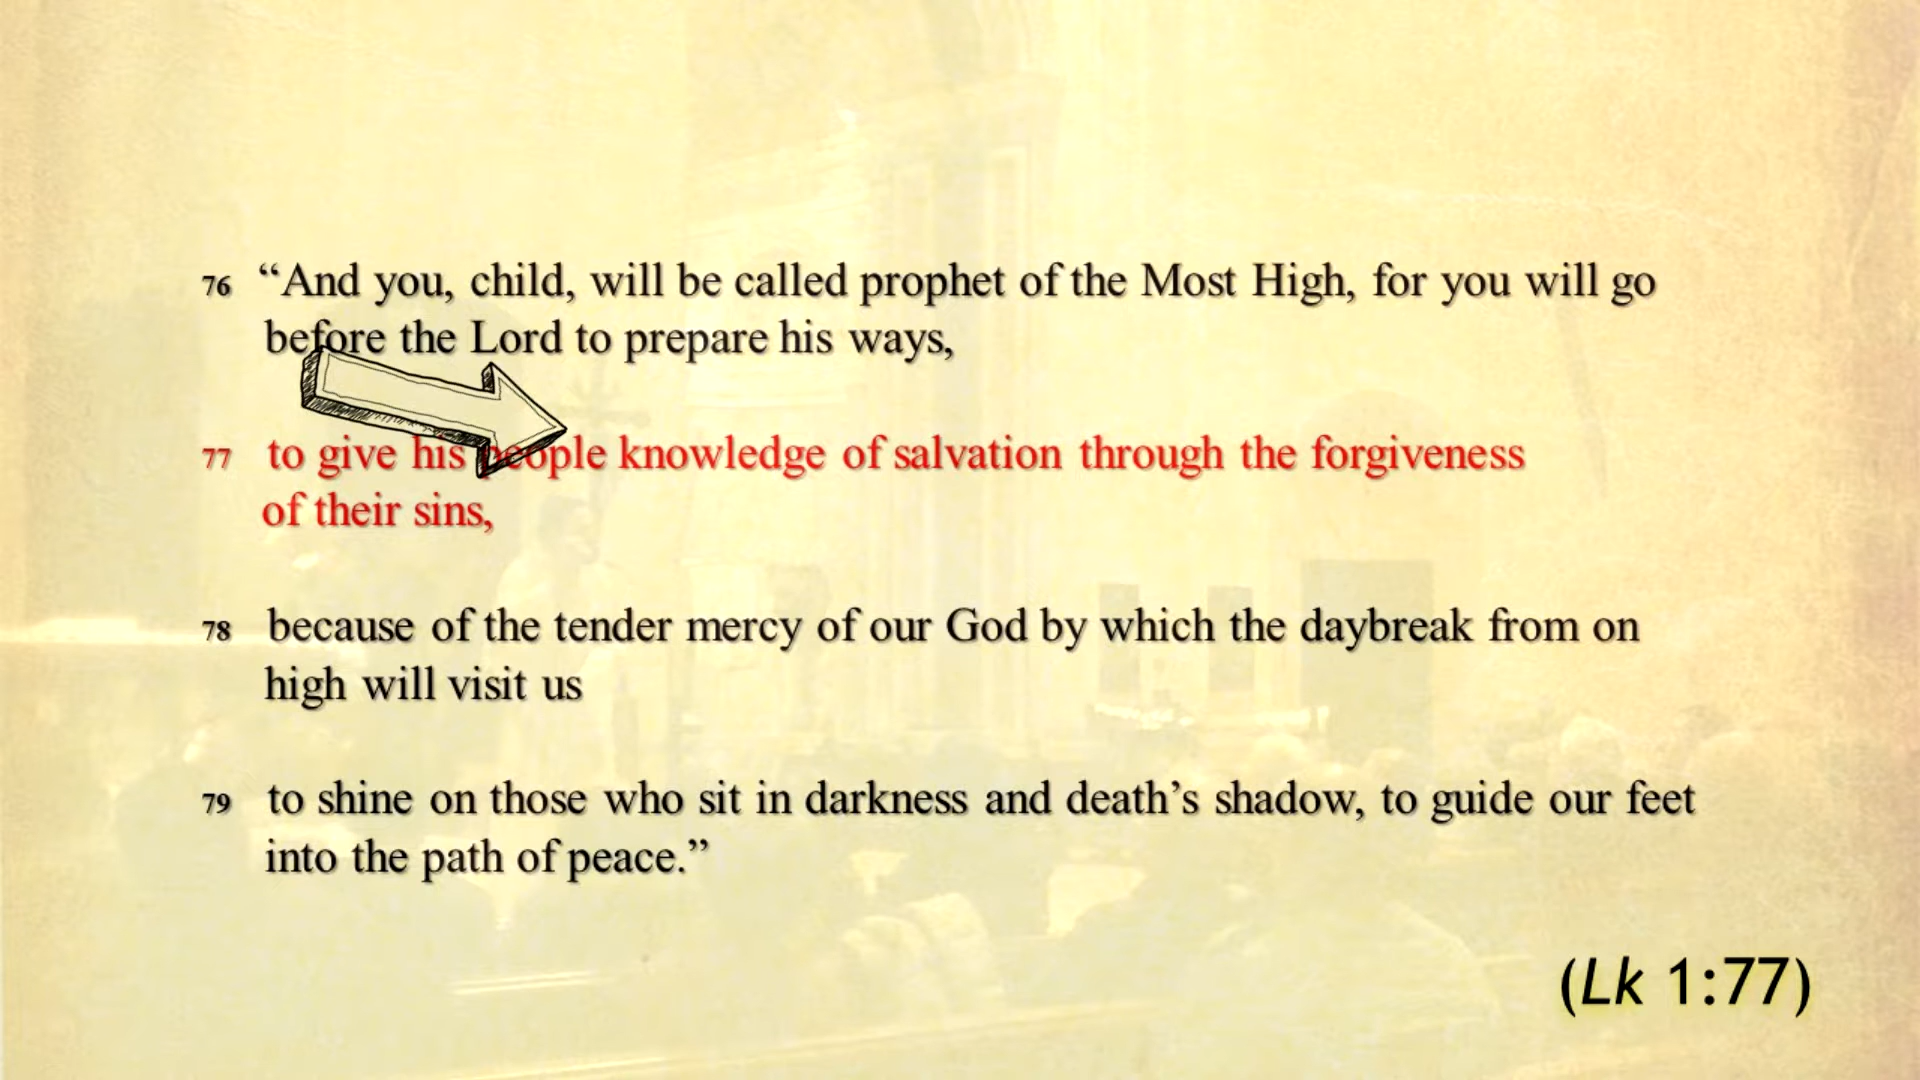 76 “And you, child, will be called prophet of the Most High, for you will go
before the Lord to prepare his ways,
77 to give his people knowledge of salvation through the forgiveness
of their sins,
78 because of the tender mercy of our God by which the daybreak from on
high will visit us
79 to shine on those who sit in darkness and death’s shadow, to guide our feet
into the path of peace.”
(Lk 1:77)